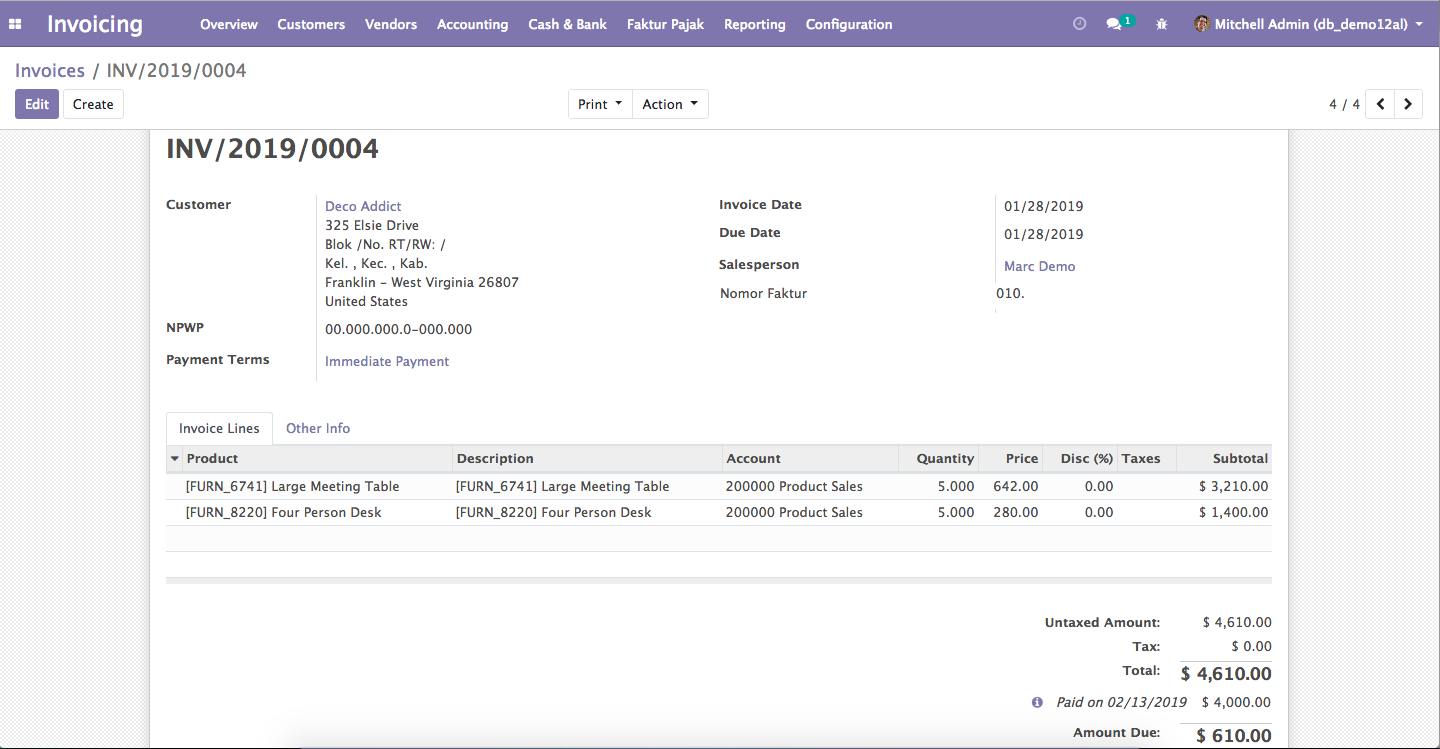 Invoicing Overview Customers Vendors Accounting Cash & Bank Faktur Pajak Reporting Configuration 1 Mitchell Admin (db_demo12al)
Invoices / INV/2019/0004
Edit Create Print Action 4 / 4
INV/2019/0004
Customer Deco Addict Invoice Date 01/28/2019
325 Elsie Drive
Blok /No. RT/RW: / Due Date 01/28/2019
Kel. , Kec. , Kab. Salesperson Marc Demo
Franklin - West Virginia 26807 Nomor Faktur 010.
United States
NPWP 00.000.000.0-000.000
Payment Terms Immediate Payment
Invoice Lines Other Info
Product Description Account Quantity Price Disc (%) Taxes Subtotal
[FURN_6741] Large Meeting Table [FURN_6741] Large Meeting Table 200000 Product Sales 5.000 642.00 0.00 $ 3,210.00
[FURN_8220] Four Person Desk [FURN_8220] Four Person Desk 200000 Product Sales 5.000 280.00 0.00 $ 1,400.00
Untaxed Amount: $ 4,610.00
Tax: $ 0.00
Total: $ 4,610.00
Paid on 02/13/2019 $ 4,000.00
Amount Due: $ 610.00